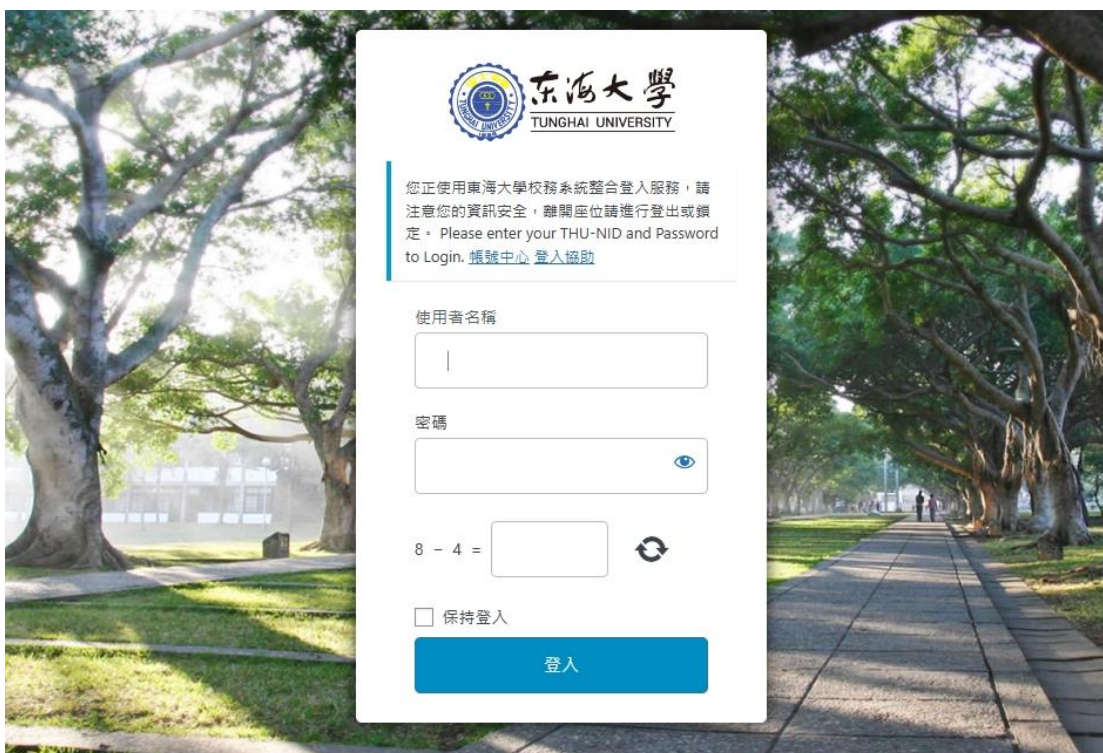 东海大學
TUNGHAI UNIVERSITY
TUNGHAI UNIVERSITY
您正使用東海大學校務系統整合登入服務，請
注意您的資訊安全，離開座位請進行登出或鎖
定。 Please enter your THU-NID and Password
to Login. 帳號中心 登入協助
使用者名稱
密碼
8 - 4 =
保持登入
登入